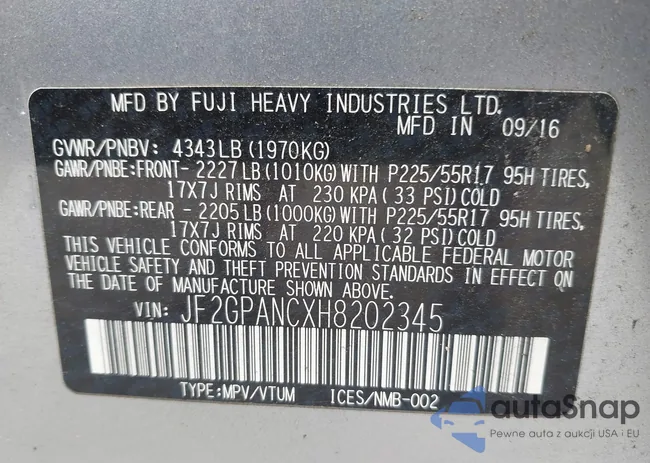 MFD BY FUJI HEAVY INDUSTRIES LTD.
MFD IN 09/16
GVWR/PNBV: 4343LB(1970KG)
GAWR/PNBE:FRONT- 2227LB(1010KG)WITH P225/55R17 95H TIRES,
17X7J RIMS AT 230 KPA(33 PSI)COLD
GAWR/PNBE:REAR - 2205LB(1000KG)WITH P225/55R17 95H TIRES,
17X7J RIMS AT 220 KPA(32 PSI)COLD
THIS VEHICLE CONFORMS TO ALL APPLICABLE FEDERAL MOTOR
VEHICLE SAFETY AND THEFT PREVENTION STANDARDS IN EFFECT ON
THE DATE OF MANUFACTURE SHOWN ABOVE.
VIN: JF2GPANCXH8202345
TYPE:MPV/VTUM ICES/NMB-002
autaSnap
Pewne auta z aukcji USA i EU